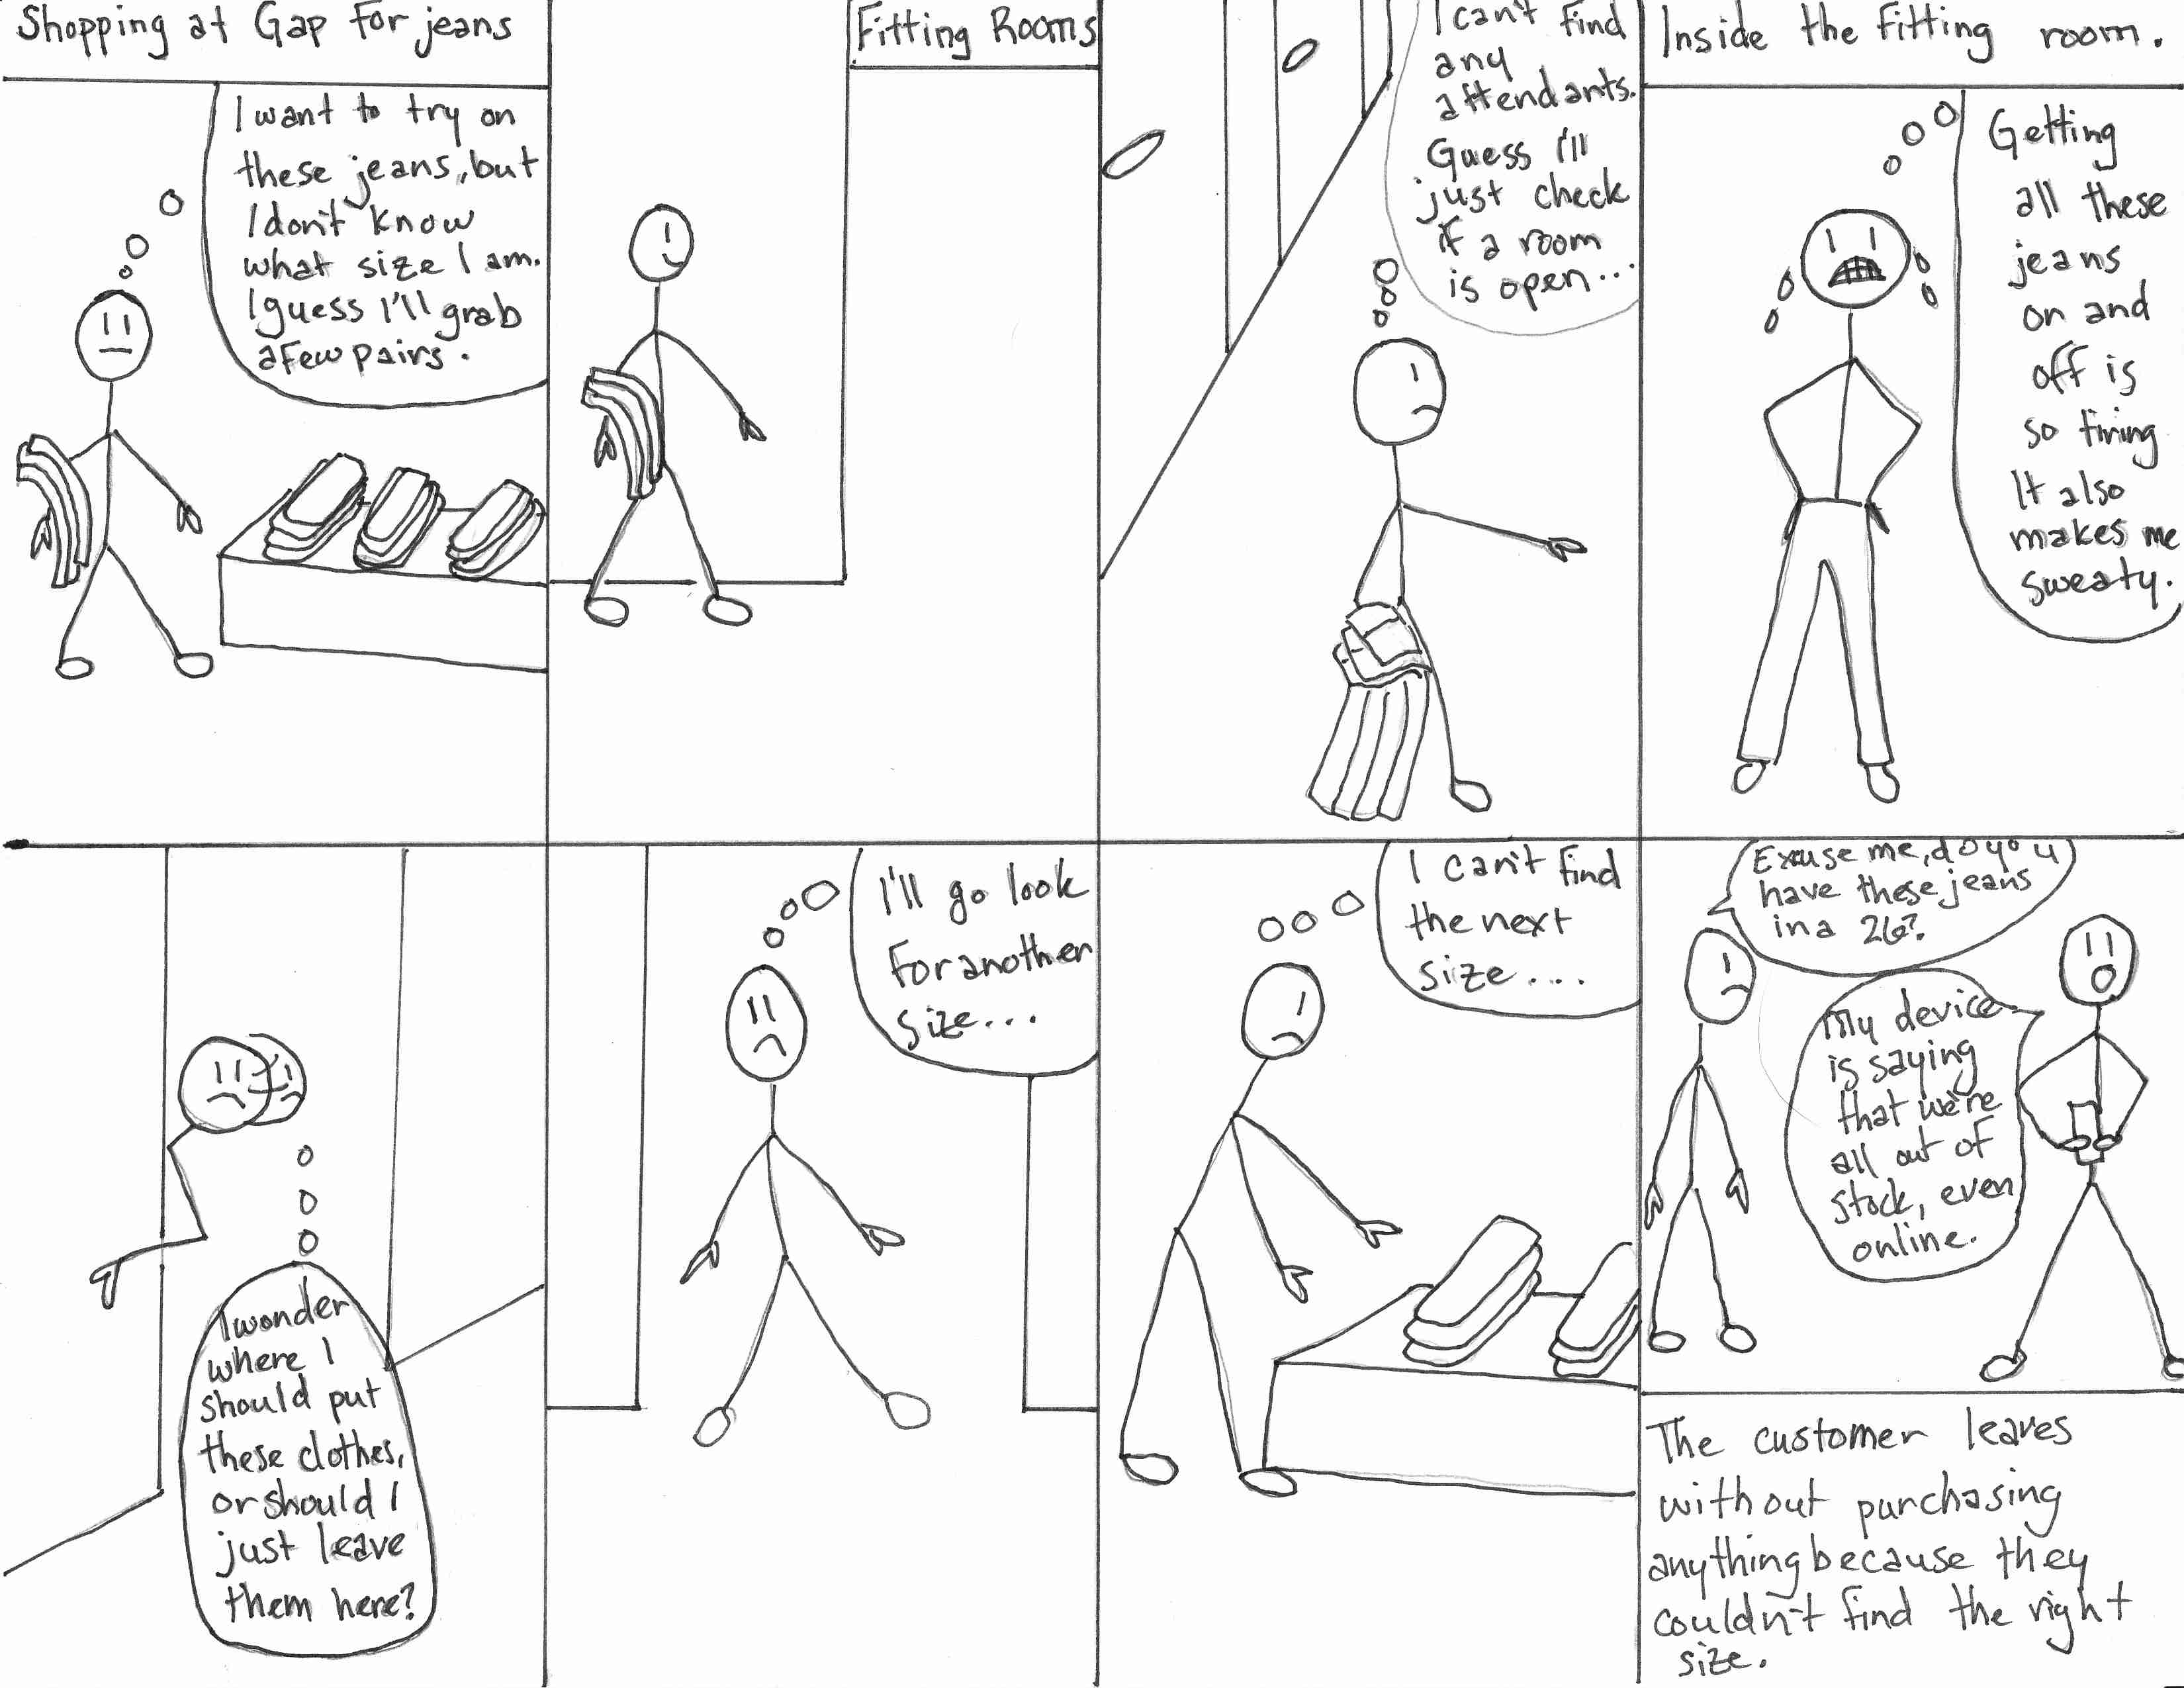 Shopping at Gap for jeans
I want to try on
these jeans, but
I don't know
what size I am.
I guess I'll grab
a few pairs.
Fitting Rooms
I can't find
any
attendants.
Guess I'll
just check
if a room
is open...
Inside the fitting room.
Getting
all these
jeans
on and
off is
so tiring
It also
makes me
sweaty.
I wonder
where I
should put
these clothes,
or should I
just leave
them here?
I'll go look
for another
size...
I can't find
the next
size....
Excuse me, do you
have these jeans
in a 26?
My device
is saying
that we're
all out of
stock, even
online.
The customer leaves
without purchasing
anything because they
couldn't find the right
size.